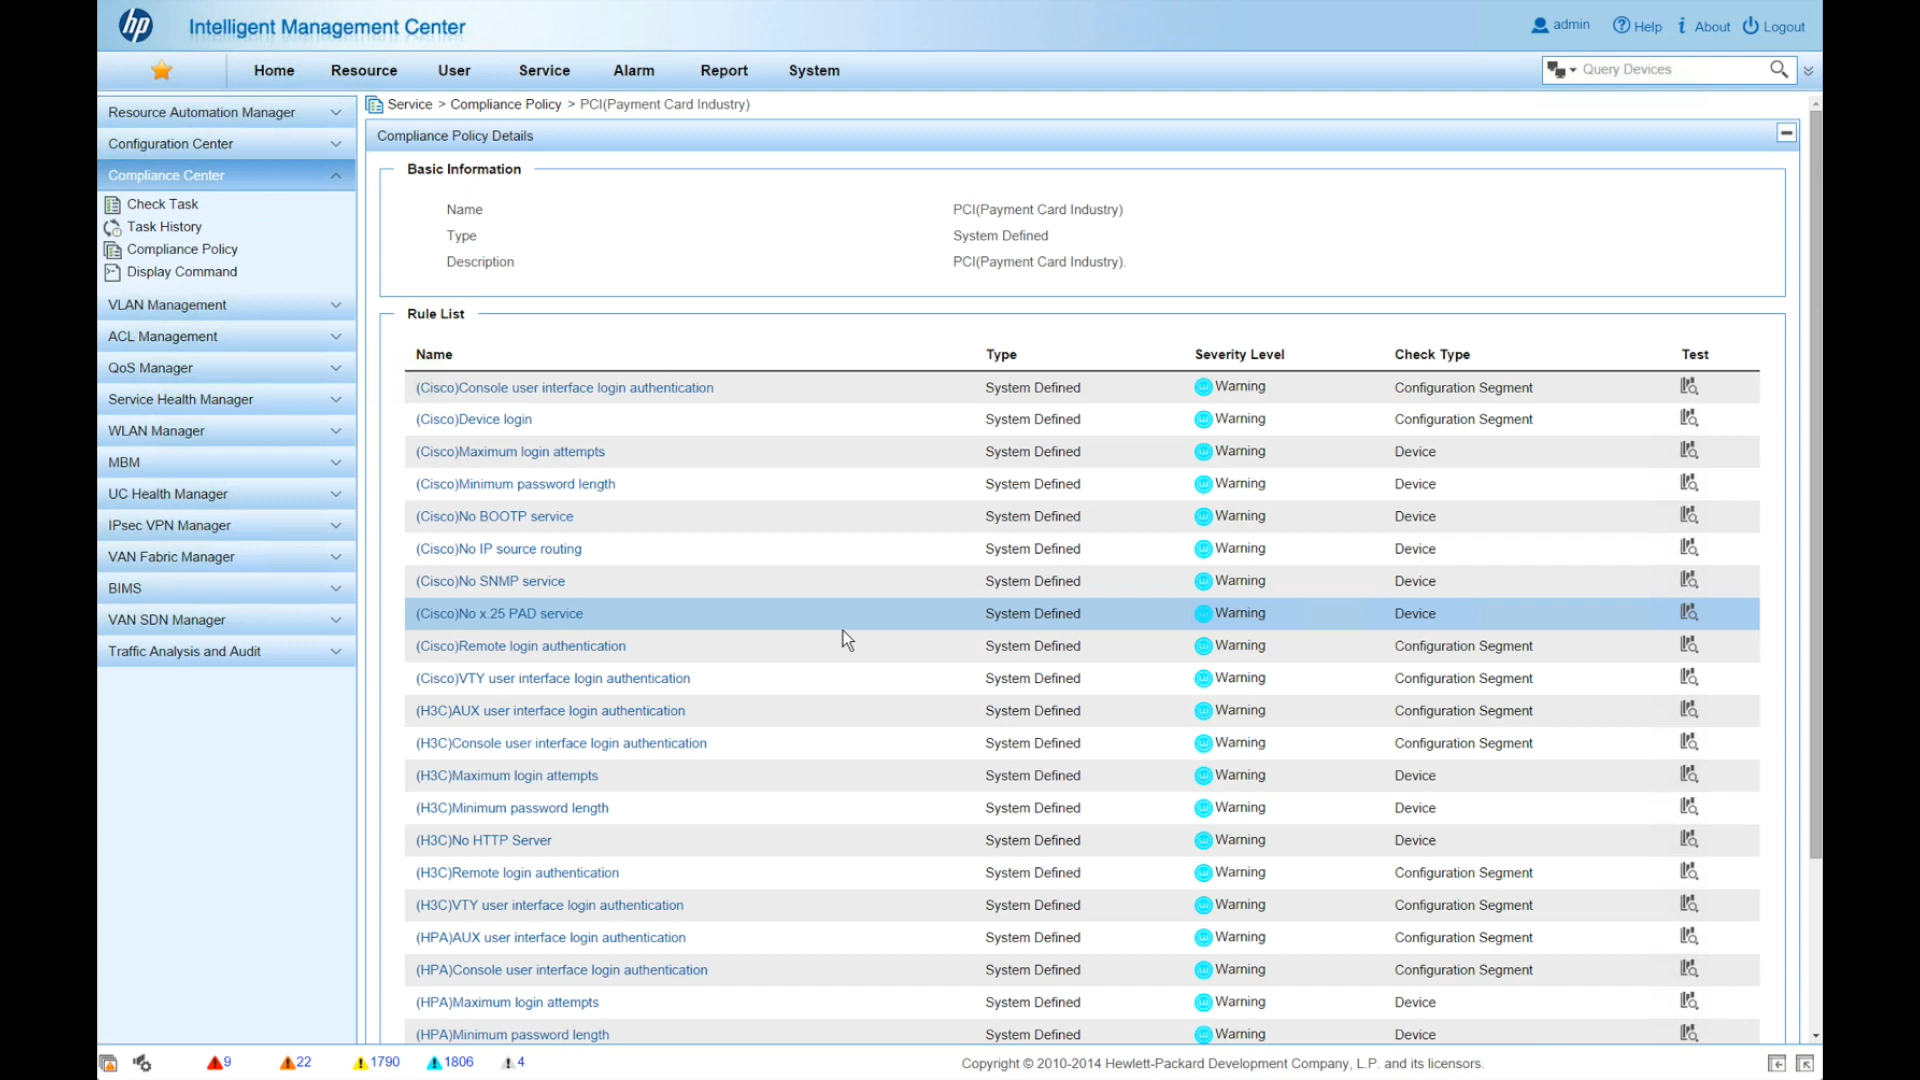 hp Intelligent Management Center admin Help i About Logout
Home Resource User Service Alarm Report System Query Devices
Resource Automation Manager
Configuration Center
Compliance Center
Check Task
Task History
Compliance Policy
Display Command
VLAN Management
ACL Management
QoS Manager
Service Health Manager
WLAN Manager
MBM
UC Health Manager
IPsec VPN Manager
VAN Fabric Manager
BIMS
VAN SDN Manager
Traffic Analysis and Audit
Service > Compliance Policy > PCI(Payment Card Industry)
Compliance Policy Details
Basic Information
Name PCI(Payment Card Industry)
Type System Defined
Description PCI(Payment Card Industry).
Rule List
Name Type Severity Level Check Type Test
(Cisco)Console user interface login authentication System Defined Warning Configuration Segment
(Cisco)Device login System Defined Warning Configuration Segment
(Cisco)Maximum login attempts System Defined Warning Device
(Cisco)Minimum password length System Defined Warning Device
(Cisco)No BOOTP service System Defined Warning Device
(Cisco)No IP source routing System Defined Warning Device
(Cisco)No SNMP service System Defined Warning Device
(Cisco)No x.25 PAD service System Defined Warning Device
(Cisco)Remote login authentication System Defined Warning Configuration Segment
(Cisco)VTY user interface login authentication System Defined Warning Configuration Segment
(H3C)AUX user interface login authentication System Defined Warning Configuration Segment
(H3C)Console user interface login authentication System Defined Warning Configuration Segment
(H3C)Maximum login attempts System Defined Warning Device
(H3C)Minimum password length System Defined Warning Device
(H3C)No HTTP Server System Defined Warning Device
(H3C)Remote login authentication System Defined Warning Configuration Segment
(H3C)VTY user interface login authentication System Defined Warning Configuration Segment
(HPA)AUX user interface login authentication System Defined Warning Configuration Segment
(HPA)Console user interface login authentication System Defined Warning Configuration Segment
(HPA)Maximum login attempts System Defined Warning Device
(HPA)Minimum password length System Defined Warning Device
9 22 1790 1806 4 Copyright © 2010-2014 Hewlett-Packard Development Company, L.P. and its licensors.